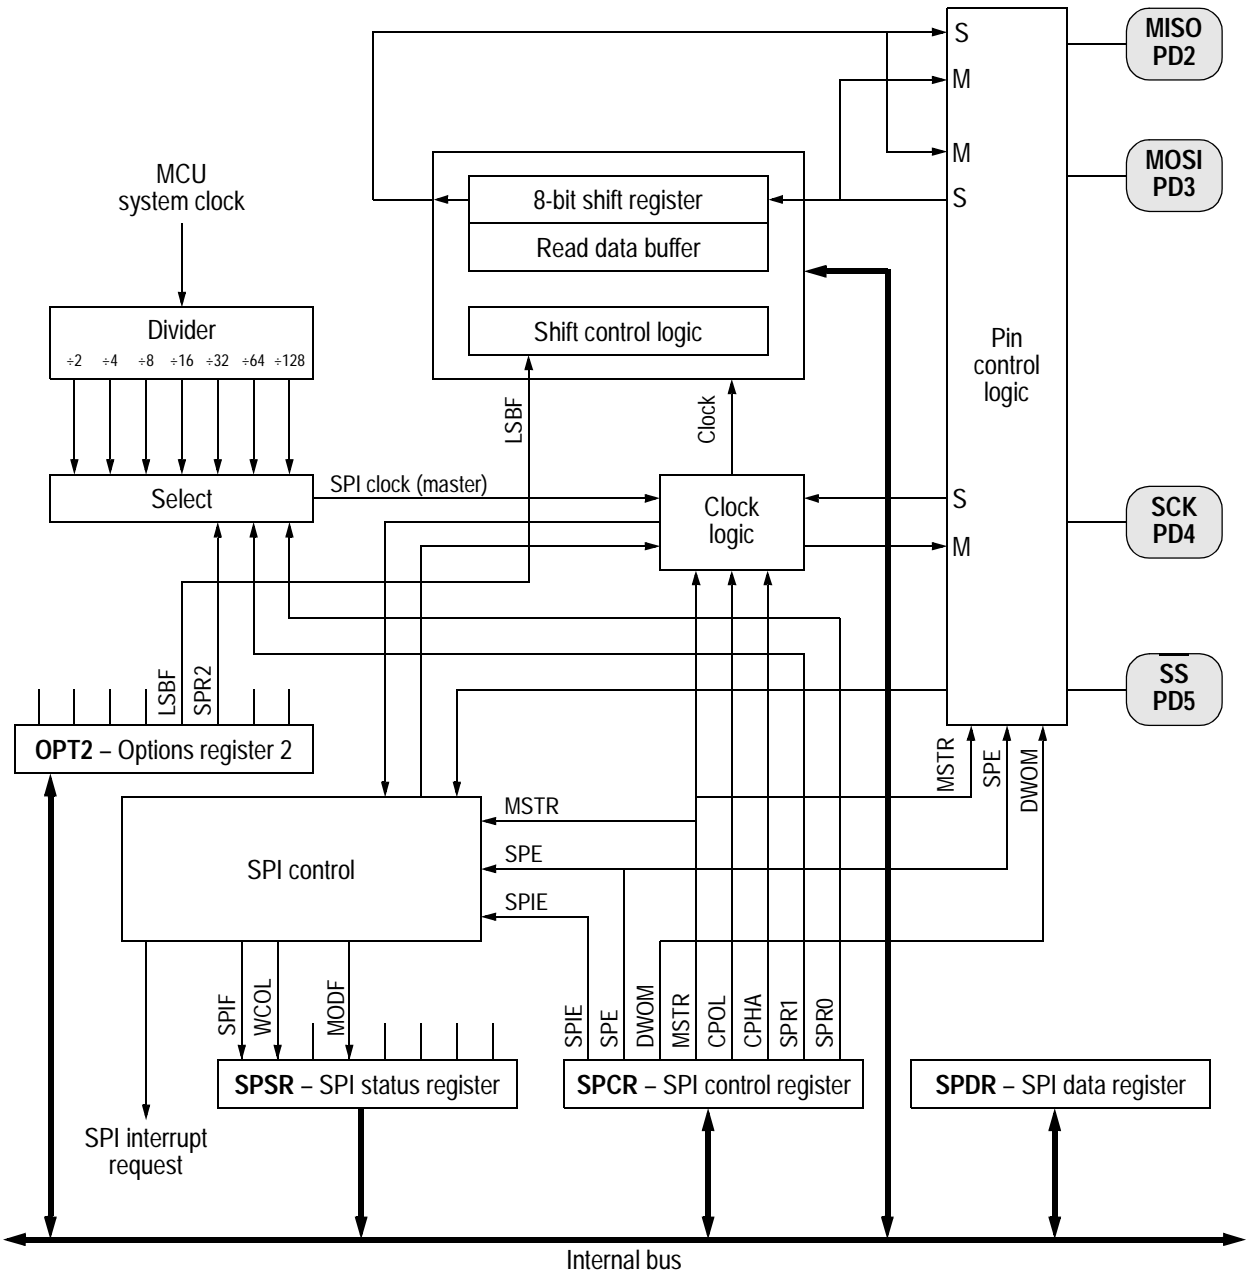 S
MISO
PD2
M
M
MOSI
PD3
S
MCU
system clock
8-bit shift register
Read data buffer
Divider
÷2 ÷4 ÷8 ÷16 ÷32 ÷64 ÷128
Shift control logic
Pin
control
logic
LSBF
Clock
SPI clock (master)
Select
Clock
logic
S
M
SCK
PD4
LSBF
SPR2
SS
PD5
OPT2 – Options register 2
MSTR
SPE
DWOM
MSTR
SPE
SPIE
SPI control
SPIF
WCOL
MODF
SPIE
SPE
DWOM
MSTR
CPOL
CPHA
SPR1
SPR0
SPSR – SPI status register
SPCR – SPI control register
SPDR – SPI data register
SPI interrupt
request
Internal bus